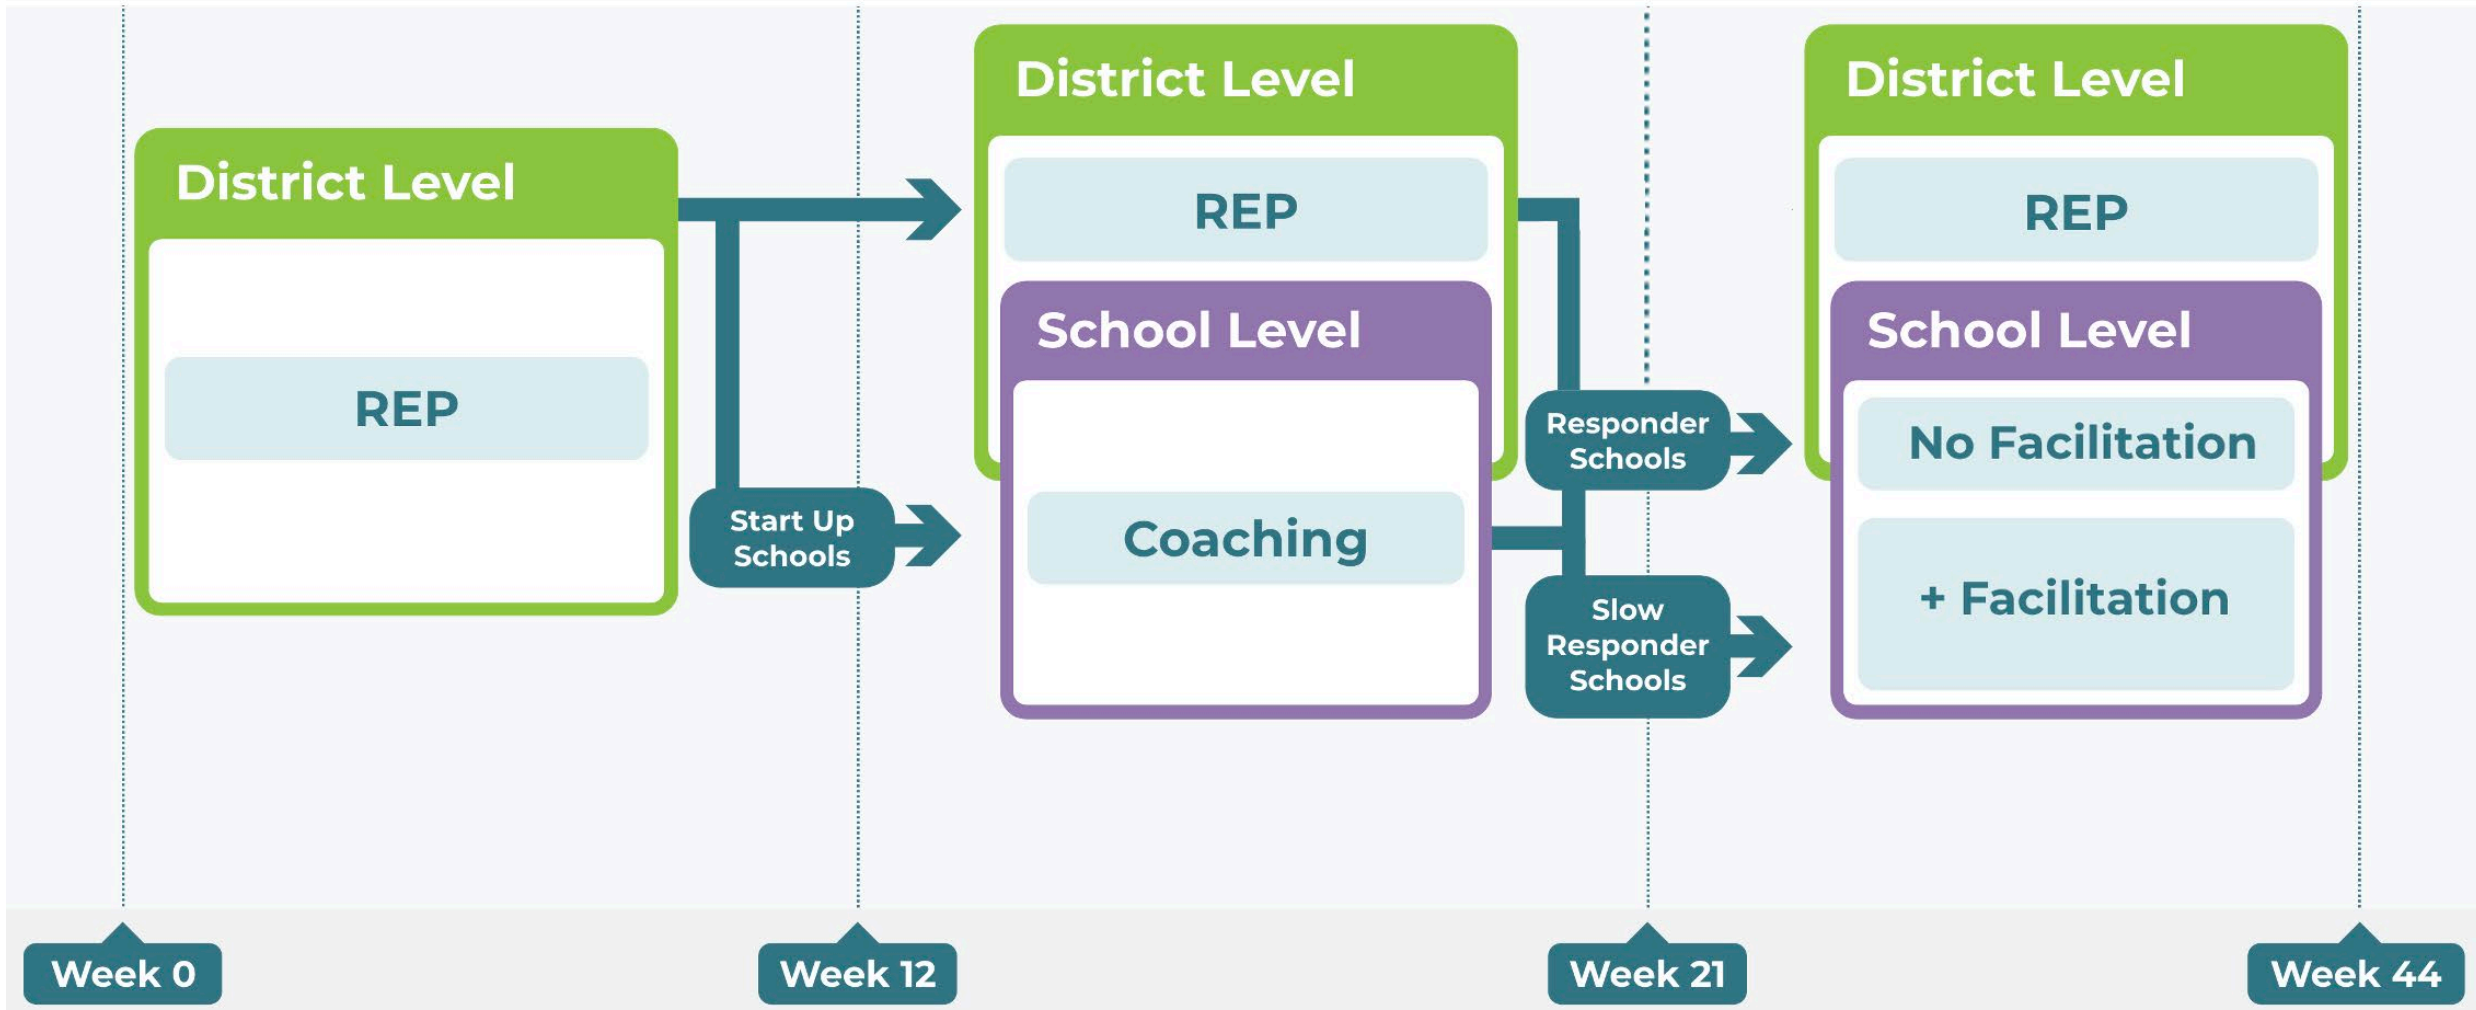 District Level
REP
Start Up
Schools
District Level
REP
School Level
Coaching
Responder
Schools
Slow
Responder
Schools
District Level
REP
School Level
No Facilitation
+ Facilitation
Week 0
Week 12
Week 21
Week 44